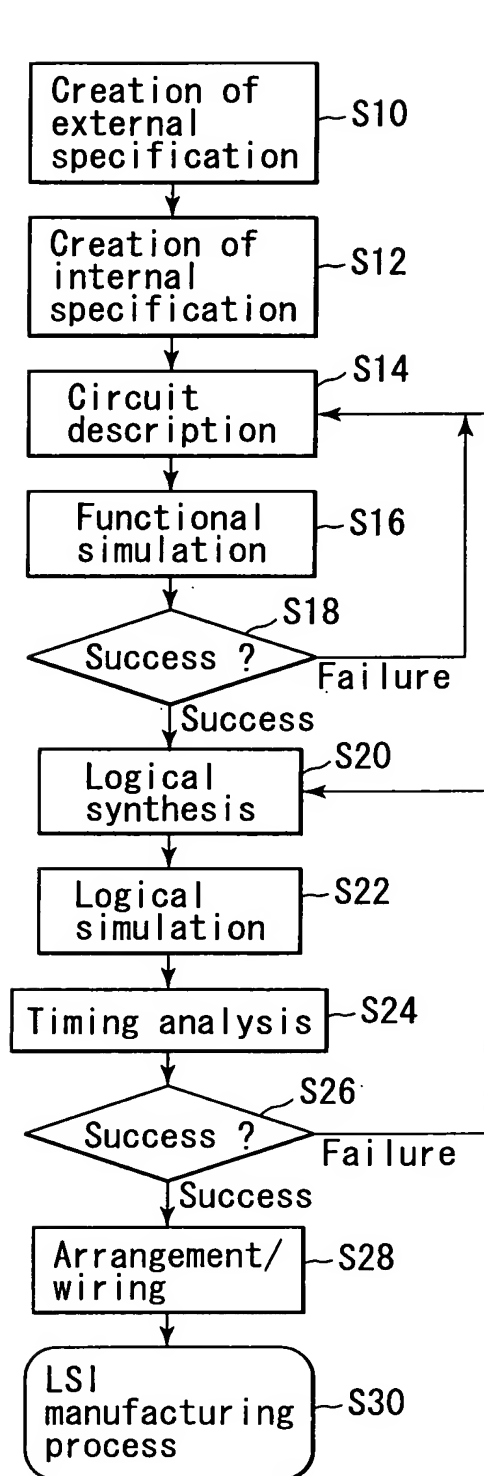 Creation of
external
specification
S10
Creation of
internal
specification
S12
S14
Circuit
description
Functional
simulation
S16
S18
Success ?
Failure
Success
S20
Logical
synthesis
Logical
simulation
S22
Timing analysis
S24
S26
Success ?
Failure
Success
Arrangement/
wiring
S28
LSI
manufacturing
process
S30